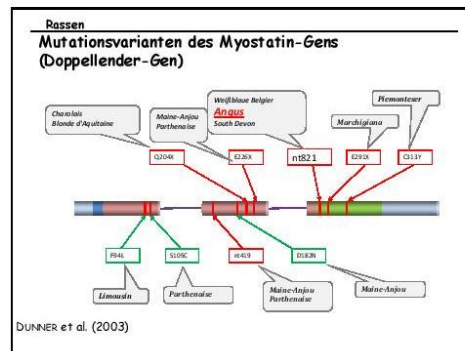 Rassen
Mutationsvarianten des Myostatin-Gens
(Doppellender-Gen)
Weißblaue Belgier
Angus
South Devon
Piemonteser
Charolais
Blonde d'Aquitaine
Maine-Anjou
Parthenaise
Marchigiana
Q204X
E226X
nt821
E291X
C313Y
F94L
S105C
nt419
D182N
Limousin
Parthenaise
Maine-Anjou
Parthenaise
Maine-Anjou
DUNNER et al. (2003)